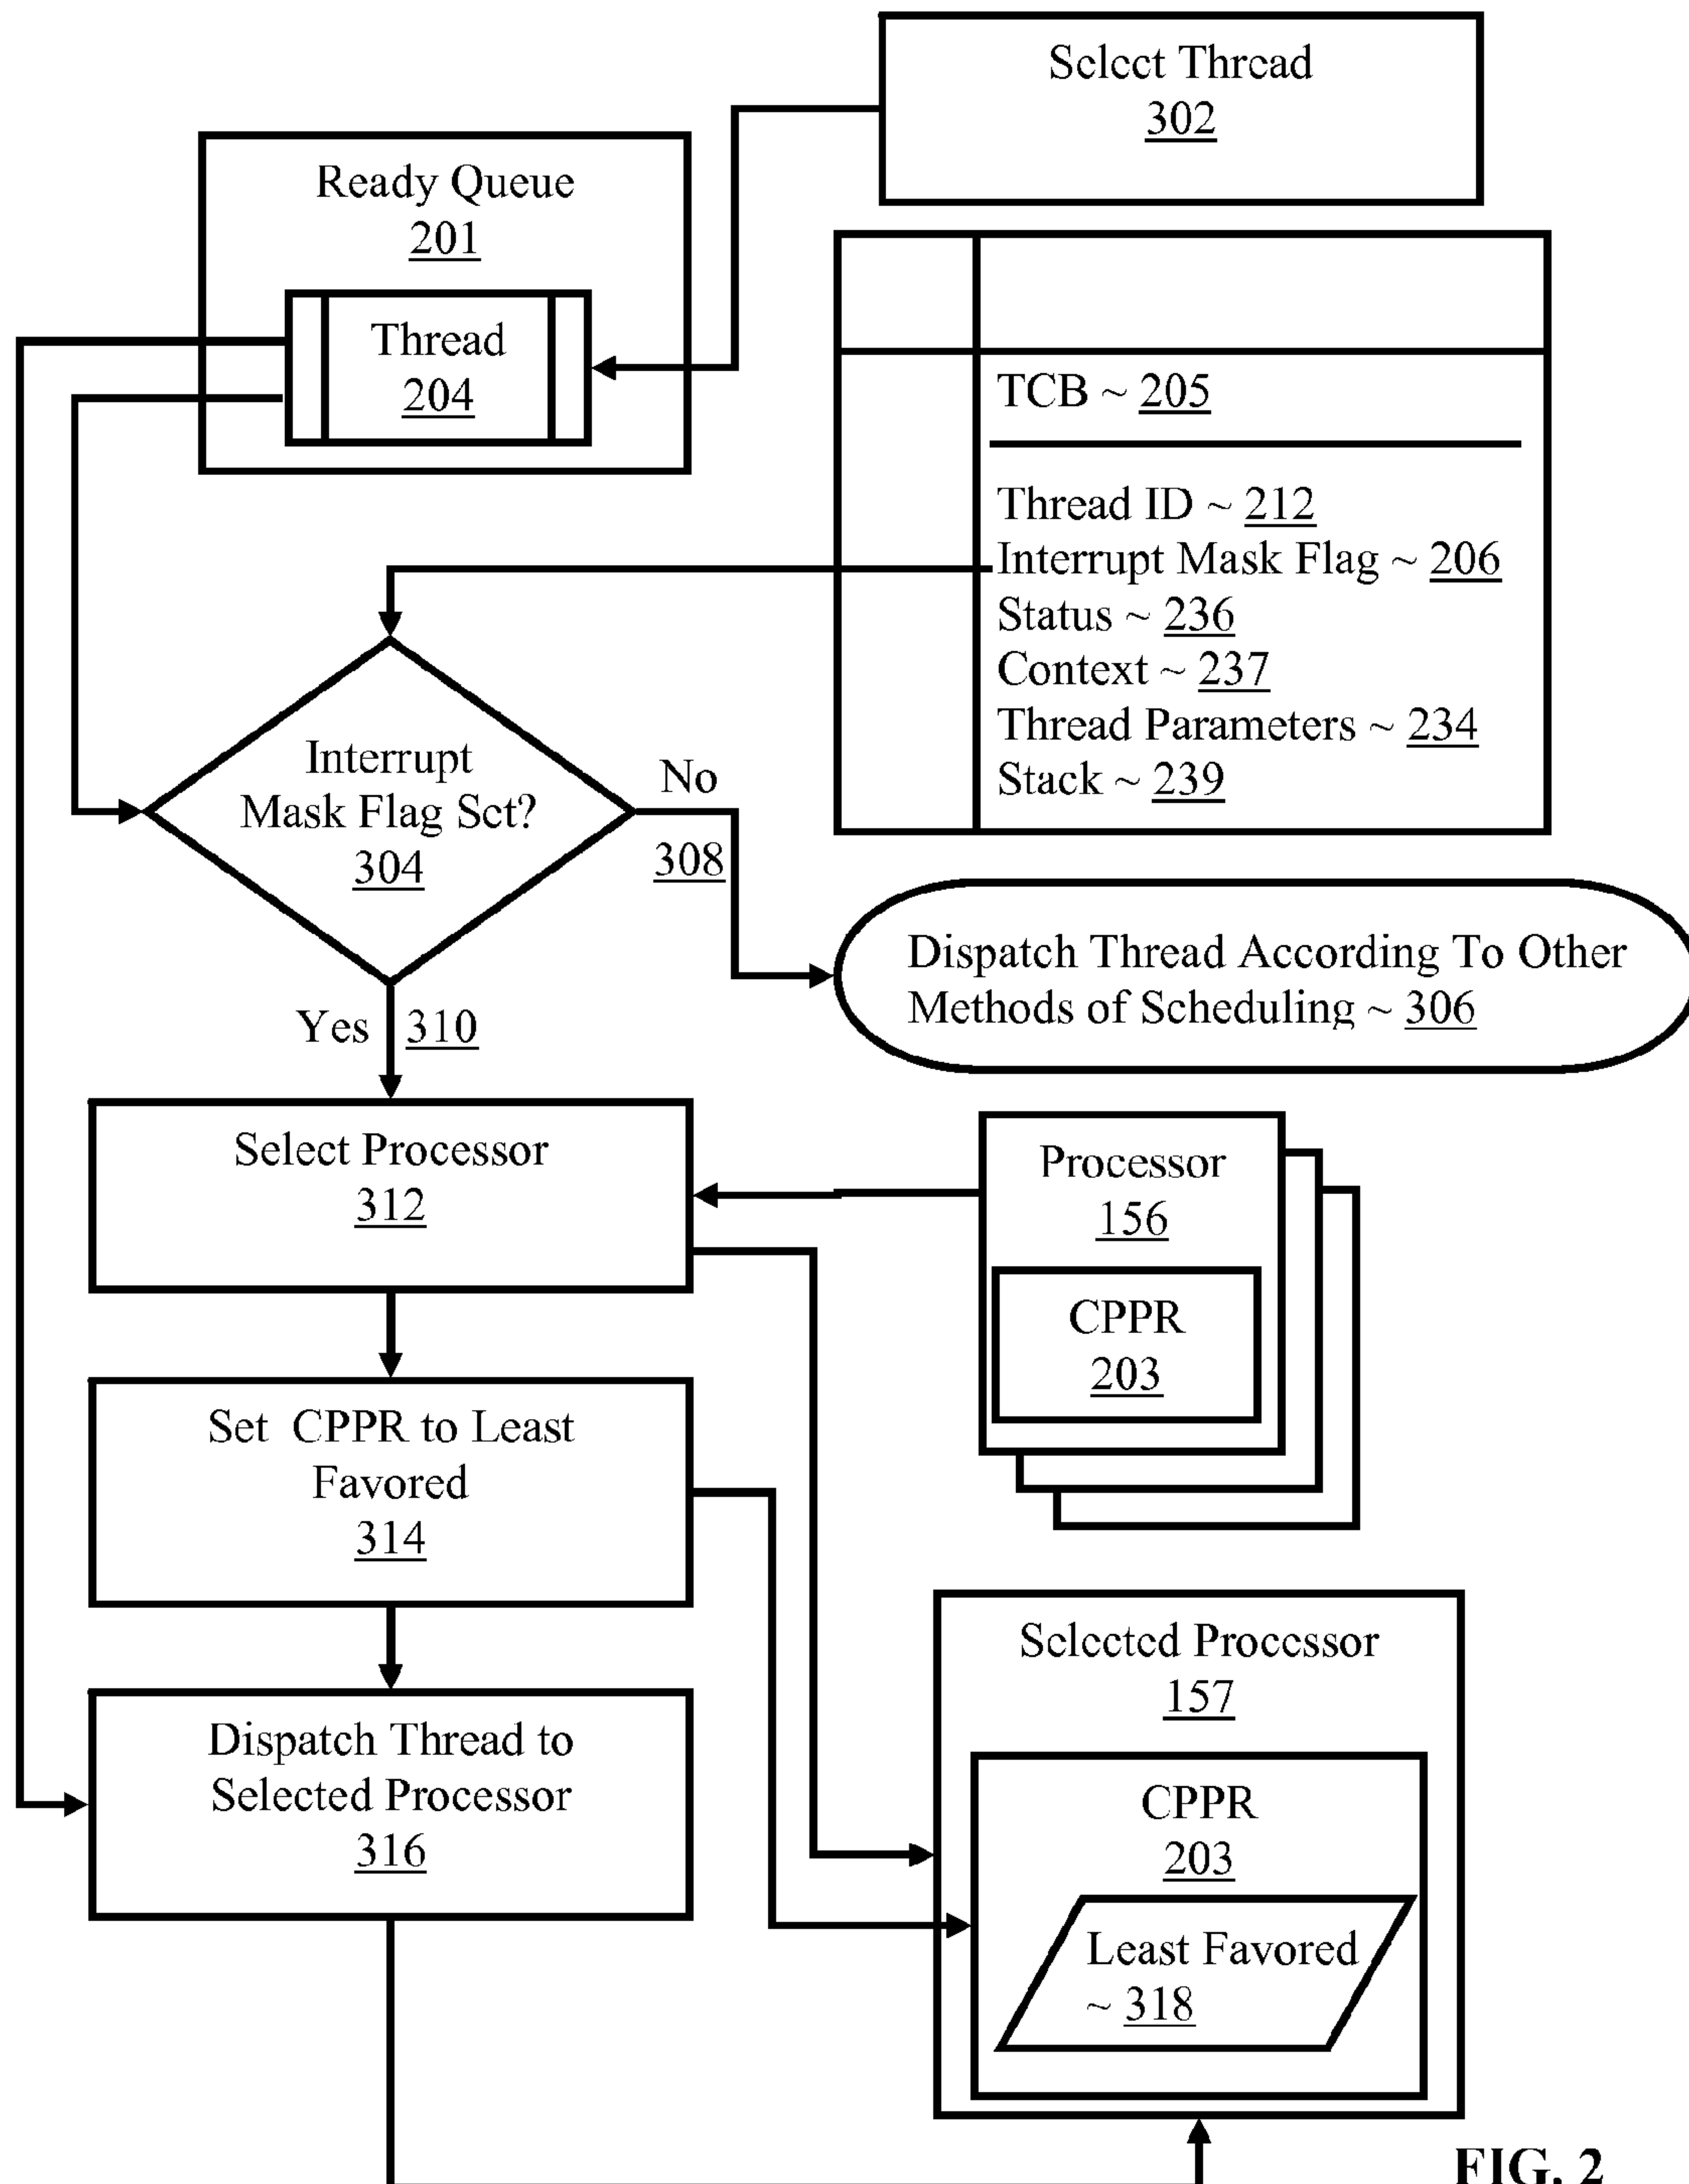 Select Thread
302
Ready Queue
201
Thread
204
TCB ~ 205
Thread ID ~ 212
Interrupt Mask Flag ~ 206
Status ~ 236
Context ~ 237
Thread Parameters ~ 234
Stack ~ 239
Interrupt
Mask Flag Set?
304
No
308
Dispatch Thread According To Other
Methods of Scheduling ~ 306
Yes 310
Select Processor
312
Processor
156
CPPR
203
Set CPPR to Least
Favored
314
Selected Processor
157
Dispatch Thread to
Selected Processor
316
CPPR
203
Least Favored
~ 318
FIG. 2